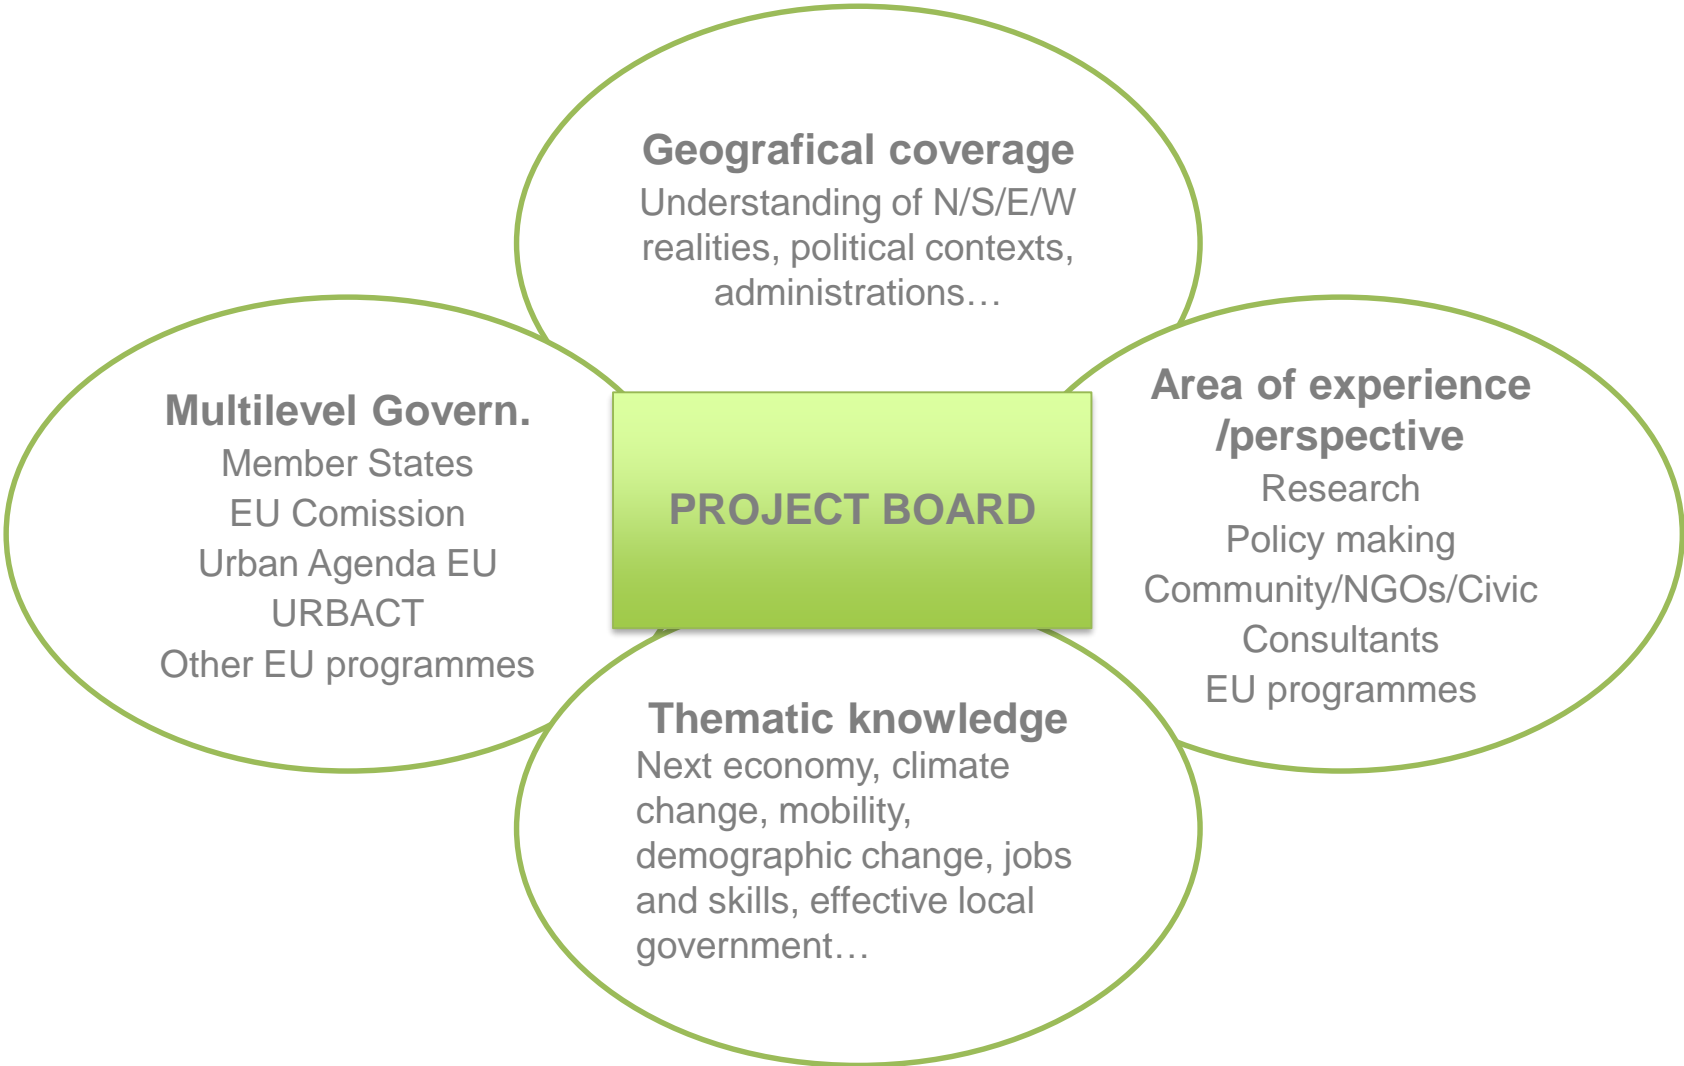 Geografical coverage
Understanding of N/S/E/W
realities, political contexts,
administrations…
Multilevel Govern.
Member States
EU Comission
Urban Agenda EU
URBACT
Other EU programmes
PROJECT BOARD
Area of experience
/perspective
Research
Policy making
Community/NGOs/Civic
Consultants
EU programmes
Thematic knowledge
Next economy, climate
change, mobility,
demographic change, jobs
and skills, effective local
government…